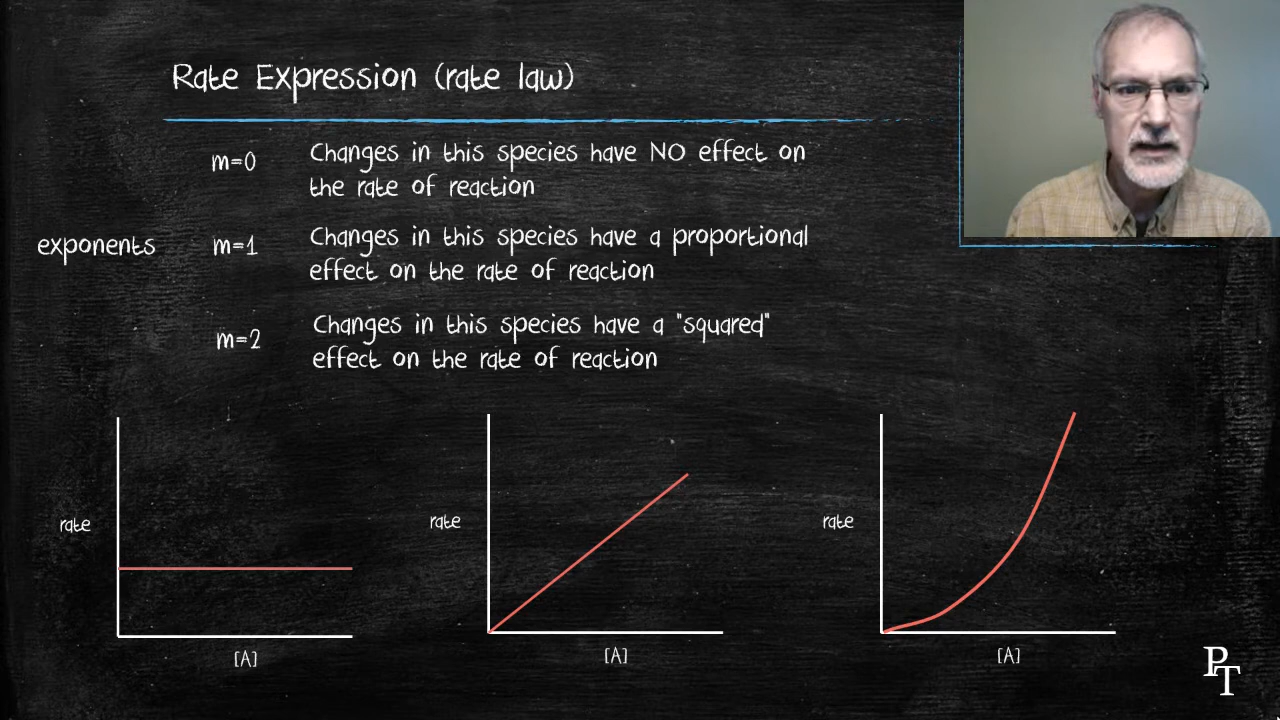 Rate Expression (rate law)
m=0
Changes in this species have NO effect on
the rate of reaction
exponents
m=1
Changes in this species have a proportional
effect on the rate of reaction
m=2
Changes in this species have a "squared"
effect on the rate of reaction
rate
[A]
rate
[A]
rate
[A]
PT